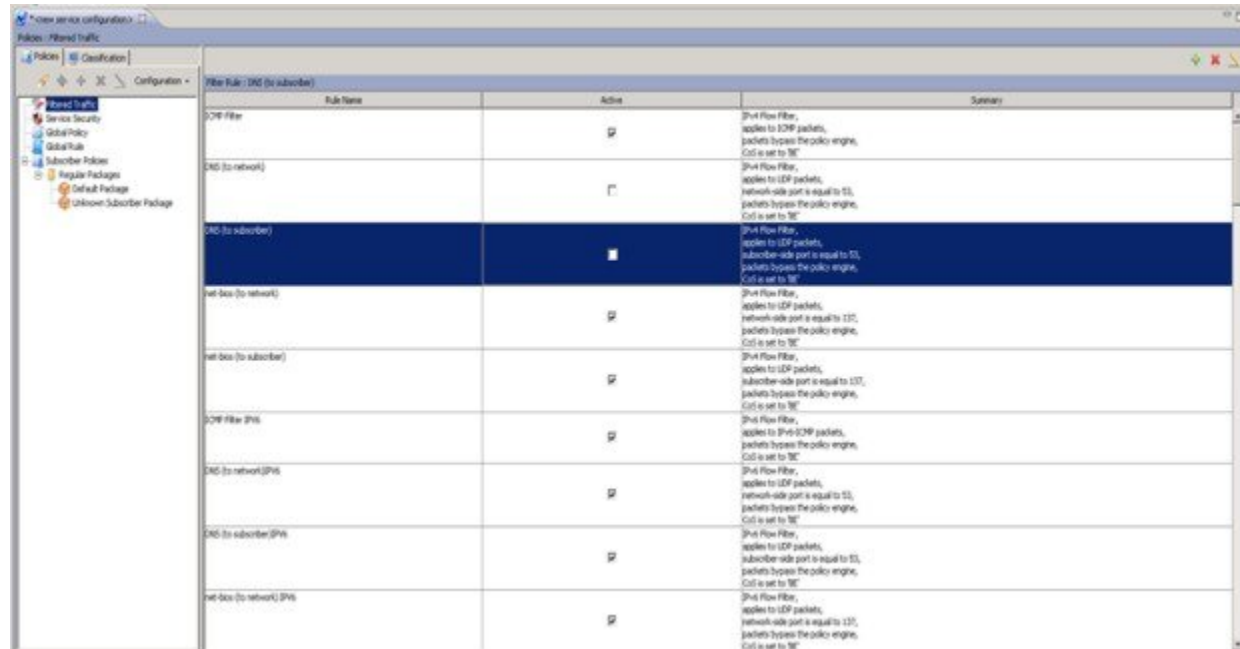 *<new service configuration>
Policies : Filtered Traffic
Policies
Classification
Configuration
Filter Rule : DNS (to subscriber)
Filtered Traffic
Service Security
Global Policy
Global Rule
Subscriber Policies
Regular Packages
Default Package
Unknown Subscriber Package
Rule Name
Active
Summary
ICMP Filter
IPv4 Flow Filter,
applies to ICMP packets,
packets bypass the policy engine,
CoS is set to 'BE'
DNS (to network)
IPv4 Flow Filter,
applies to UDP packets,
network-side port is equal to 53,
packets bypass the policy engine,
CoS is set to 'BE'
DNS (to subscriber)
IPv4 Flow Filter,
applies to UDP packets,
subscriber-side port is equal to 53,
packets bypass the policy engine,
CoS is set to 'BE'
net-bios (to network)
IPv4 Flow Filter,
applies to UDP packets,
network-side port is equal to 137,
packets bypass the policy engine,
CoS is set to 'BE'
net-bios (to subscriber)
IPv4 Flow Filter,
applies to UDP packets,
subscriber-side port is equal to 137,
packets bypass the policy engine,
CoS is set to 'BE'
ICMP Filter IPV6
IPv6 Flow Filter,
applies to IPv6-ICMP packets,
packets bypass the policy engine,
CoS is set to 'BE'
DNS (to network)IPV6
IPv6 Flow Filter,
applies to UDP packets,
network-side port is equal to 53,
packets bypass the policy engine,
CoS is set to 'BE'
DNS (to subscriber)IPV6
IPv6 Flow Filter,
applies to UDP packets,
subscriber-side port is equal to 53,
packets bypass the policy engine,
CoS is set to 'BE'
net-bios (to network) IPV6
IPv6 Flow Filter,
applies to UDP packets,
network-side port is equal to 137,
packets bypass the policy engine,
CoS is set to 'BE'